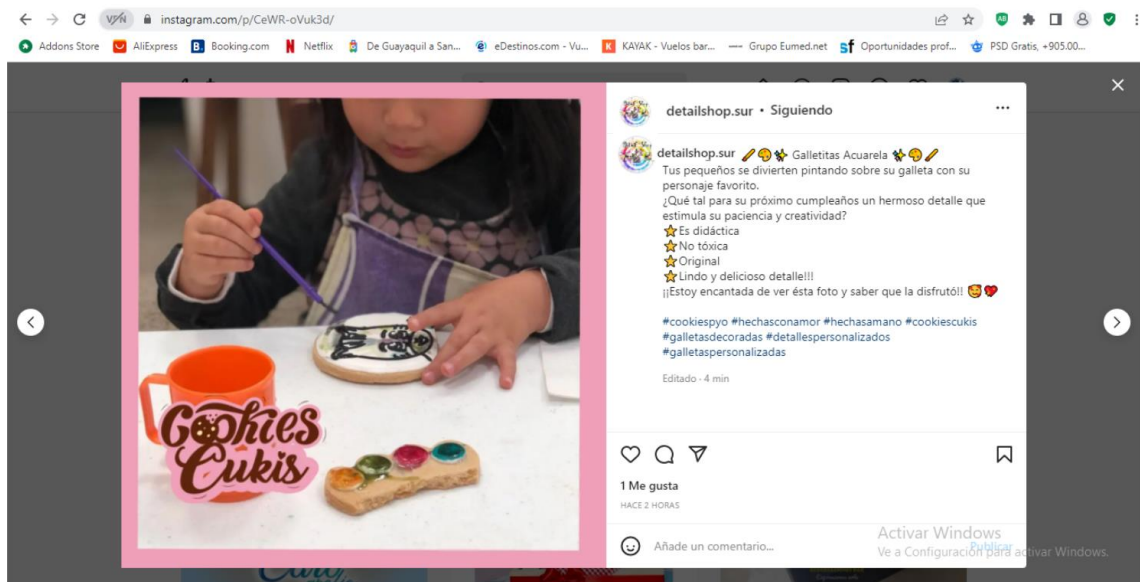 instagram.com/p/CeWR-oVuk3d/
Addons Store AliExpress B. Booking.com N Netflix De Guayaquil a San... eDestinos.com - Vu... K KAYAK - Vuelos bar... Grupo Eumed.net sf Oportunidades prof... PSD Gratis, +905.00...
detailshop.sur • Siguiendo
detailshop.sur Galletitas Acuarela
Tus pequeños se divierten pintando sobre su galleta con su
personaje favorito.
¿Qué tal para su próximo cumpleaños un hermoso detalle que
estimula su paciencia y creatividad?
Es didáctica
No tóxica
Original
Lindo y delicioso detalle!!!
¡¡Estoy encantada de ver ésta foto y saber que la disfrutó!!
#cookiespyo #hechasconamor #hechasamano #cookiescukis
#galletasdecoradas #detallespersonalizados
#galletaspersonalizadas
Editado · 4 min
Cookies
Cukis
1 Me gusta
HACE 2 HORAS
Añade un comentario...
Publicar
Activar Windows
Ve a Configuración para activar Windows.